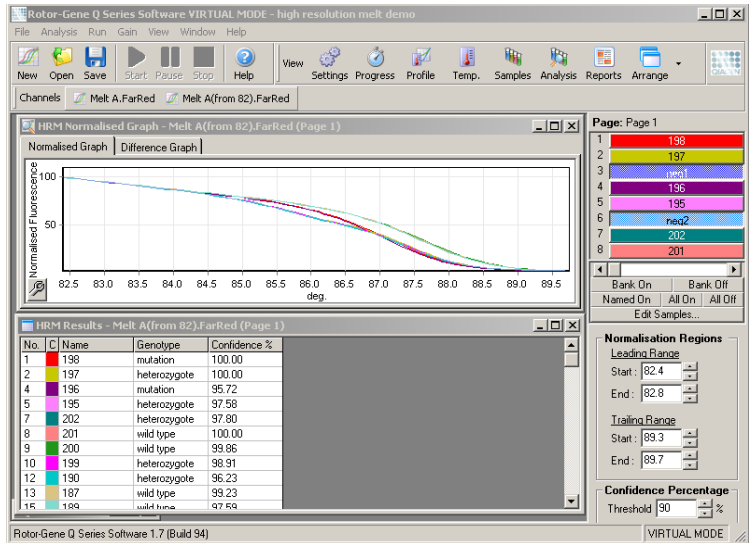 Rotor-Gene Q Series Software VIRTUAL MODE - high resolution melt demo
File Analysis Run Gain View Window Help
New Open Save Start Pause Stop Help View Settings Progress Profile Temp. Samples Analysis Reports Arrange
QIAGEN
Channels Melt A.FarRed Melt A(from 82).FarRed
HRM Normalised Graph - Melt A(from 82).FarRed (Page 1)
Normalised Graph Difference Graph
Normalised Fluorescence
100
50
82.5 83.0 83.5 84.0 84.5 85.0 85.5 86.0 86.5 87.0 87.5 88.0 88.5 89.0 89.5
deg.
HRM Results - Melt A(from 82).FarRed (Page 1)
No. C Name Genotype Confidence %
1 198 mutation 100.00
2 197 heterozygote 100.00
4 196 mutation 95.72
5 195 heterozygote 97.58
7 202 heterozygote 97.80
8 201 wild type 100.00
9 200 wild type 99.86
10 199 heterozygote 98.91
12 190 heterozygote 96.23
13 187 wild type 99.23
15 189 wild type 97.59
Page: Page 1
1 198
2 197
3 neg1
4 196
5 195
6 neg2
7 202
8 201
Bank On Bank Off
Named On All On All Off
Edit Samples...
Normalisation Regions
Leading Range
Start : 82.4
End : 82.8
Trailing Range
Start : 89.3
End : 89.7
Confidence Percentage
Threshold 90 %
Rotor-Gene Q Series Software 1.7 (Build 94)
VIRTUAL MODE